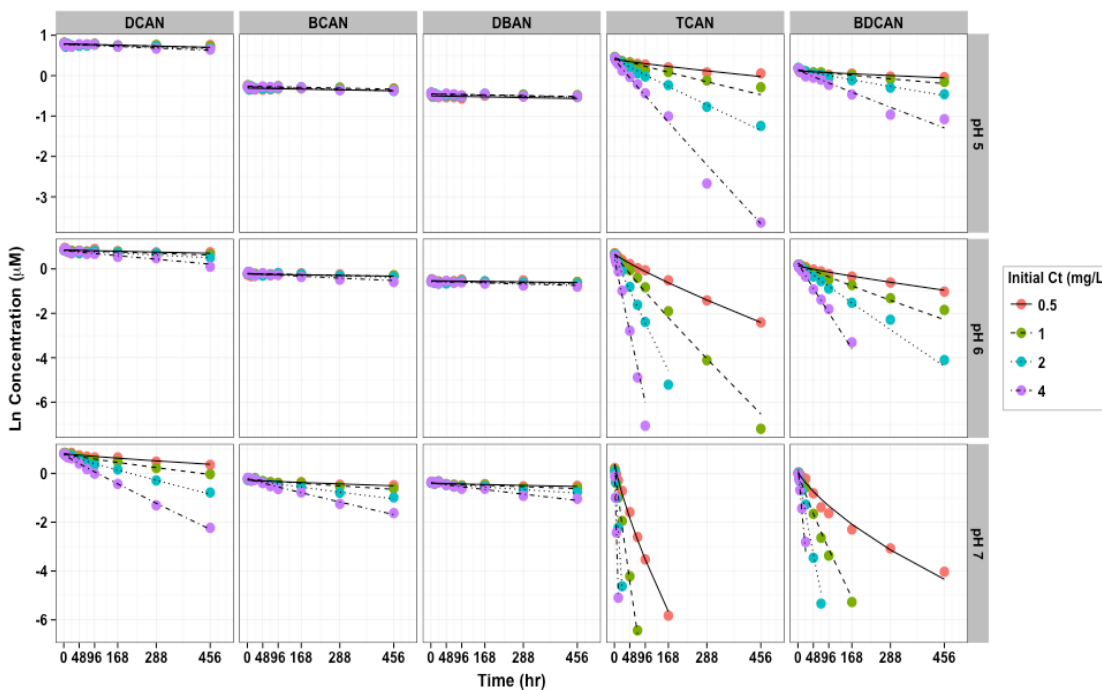 DCAN BCAN DBAN TCAN BDCAN
1
0
-1
-2
-3
pH 5
0
-2
-4
-6
pH 6
0
-2
-4
-6
pH 7
Ln Concentration (µM)
0 4896 168 288 456 0 4896 168 288 456 0 4896 168 288 456 0 4896 168 288 456 0 4896 168 288 456
Time (hr)
Initial Ct (mg/L
0.5
1
2
4